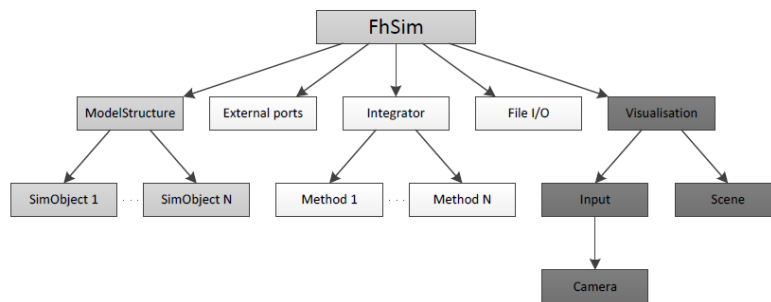 FhSim
ModelStructure
External ports
Integrator
File I/O
Visualisation
SimObject 1
. . .
SimObject N
Method 1
. . .
Method N
Input
Scene
Camera